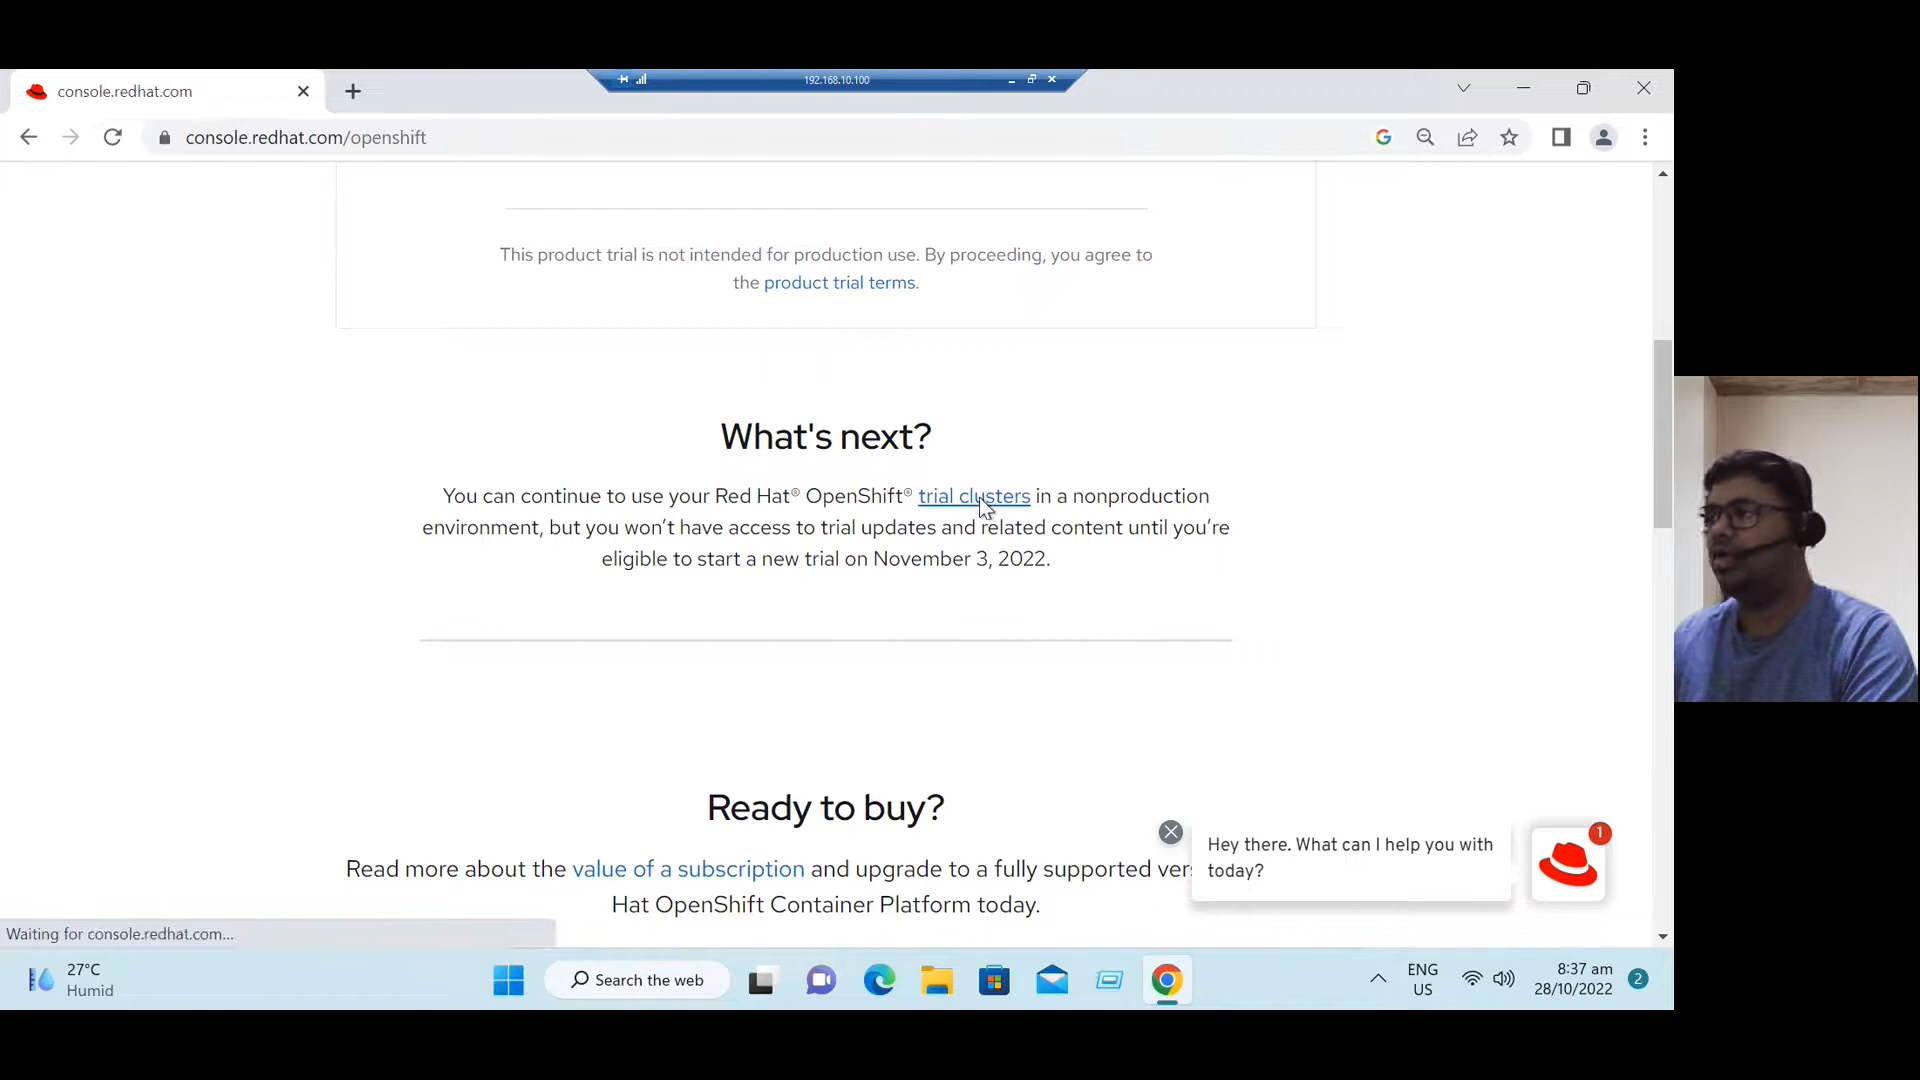 console.redhat.com
192.168.10.100
console.redhat.com/openshift
This product trial is not intended for production use. By proceeding, you agree to
the product trial terms.
What's next?
You can continue to use your Red Hat® OpenShift® trial clusters in a nonproduction
environment, but you won’t have access to trial updates and related content until you’re
eligible to start a new trial on November 3, 2022.
Ready to buy?
Read more about the value of a subscription and upgrade to a fully supported ver
Hat OpenShift Container Platform today.
Hey there. What can I help you with
today?
1
Waiting for console.redhat.com...
27°C
Humid
Search the web
ENG
US
8:37 am
28/10/2022
2